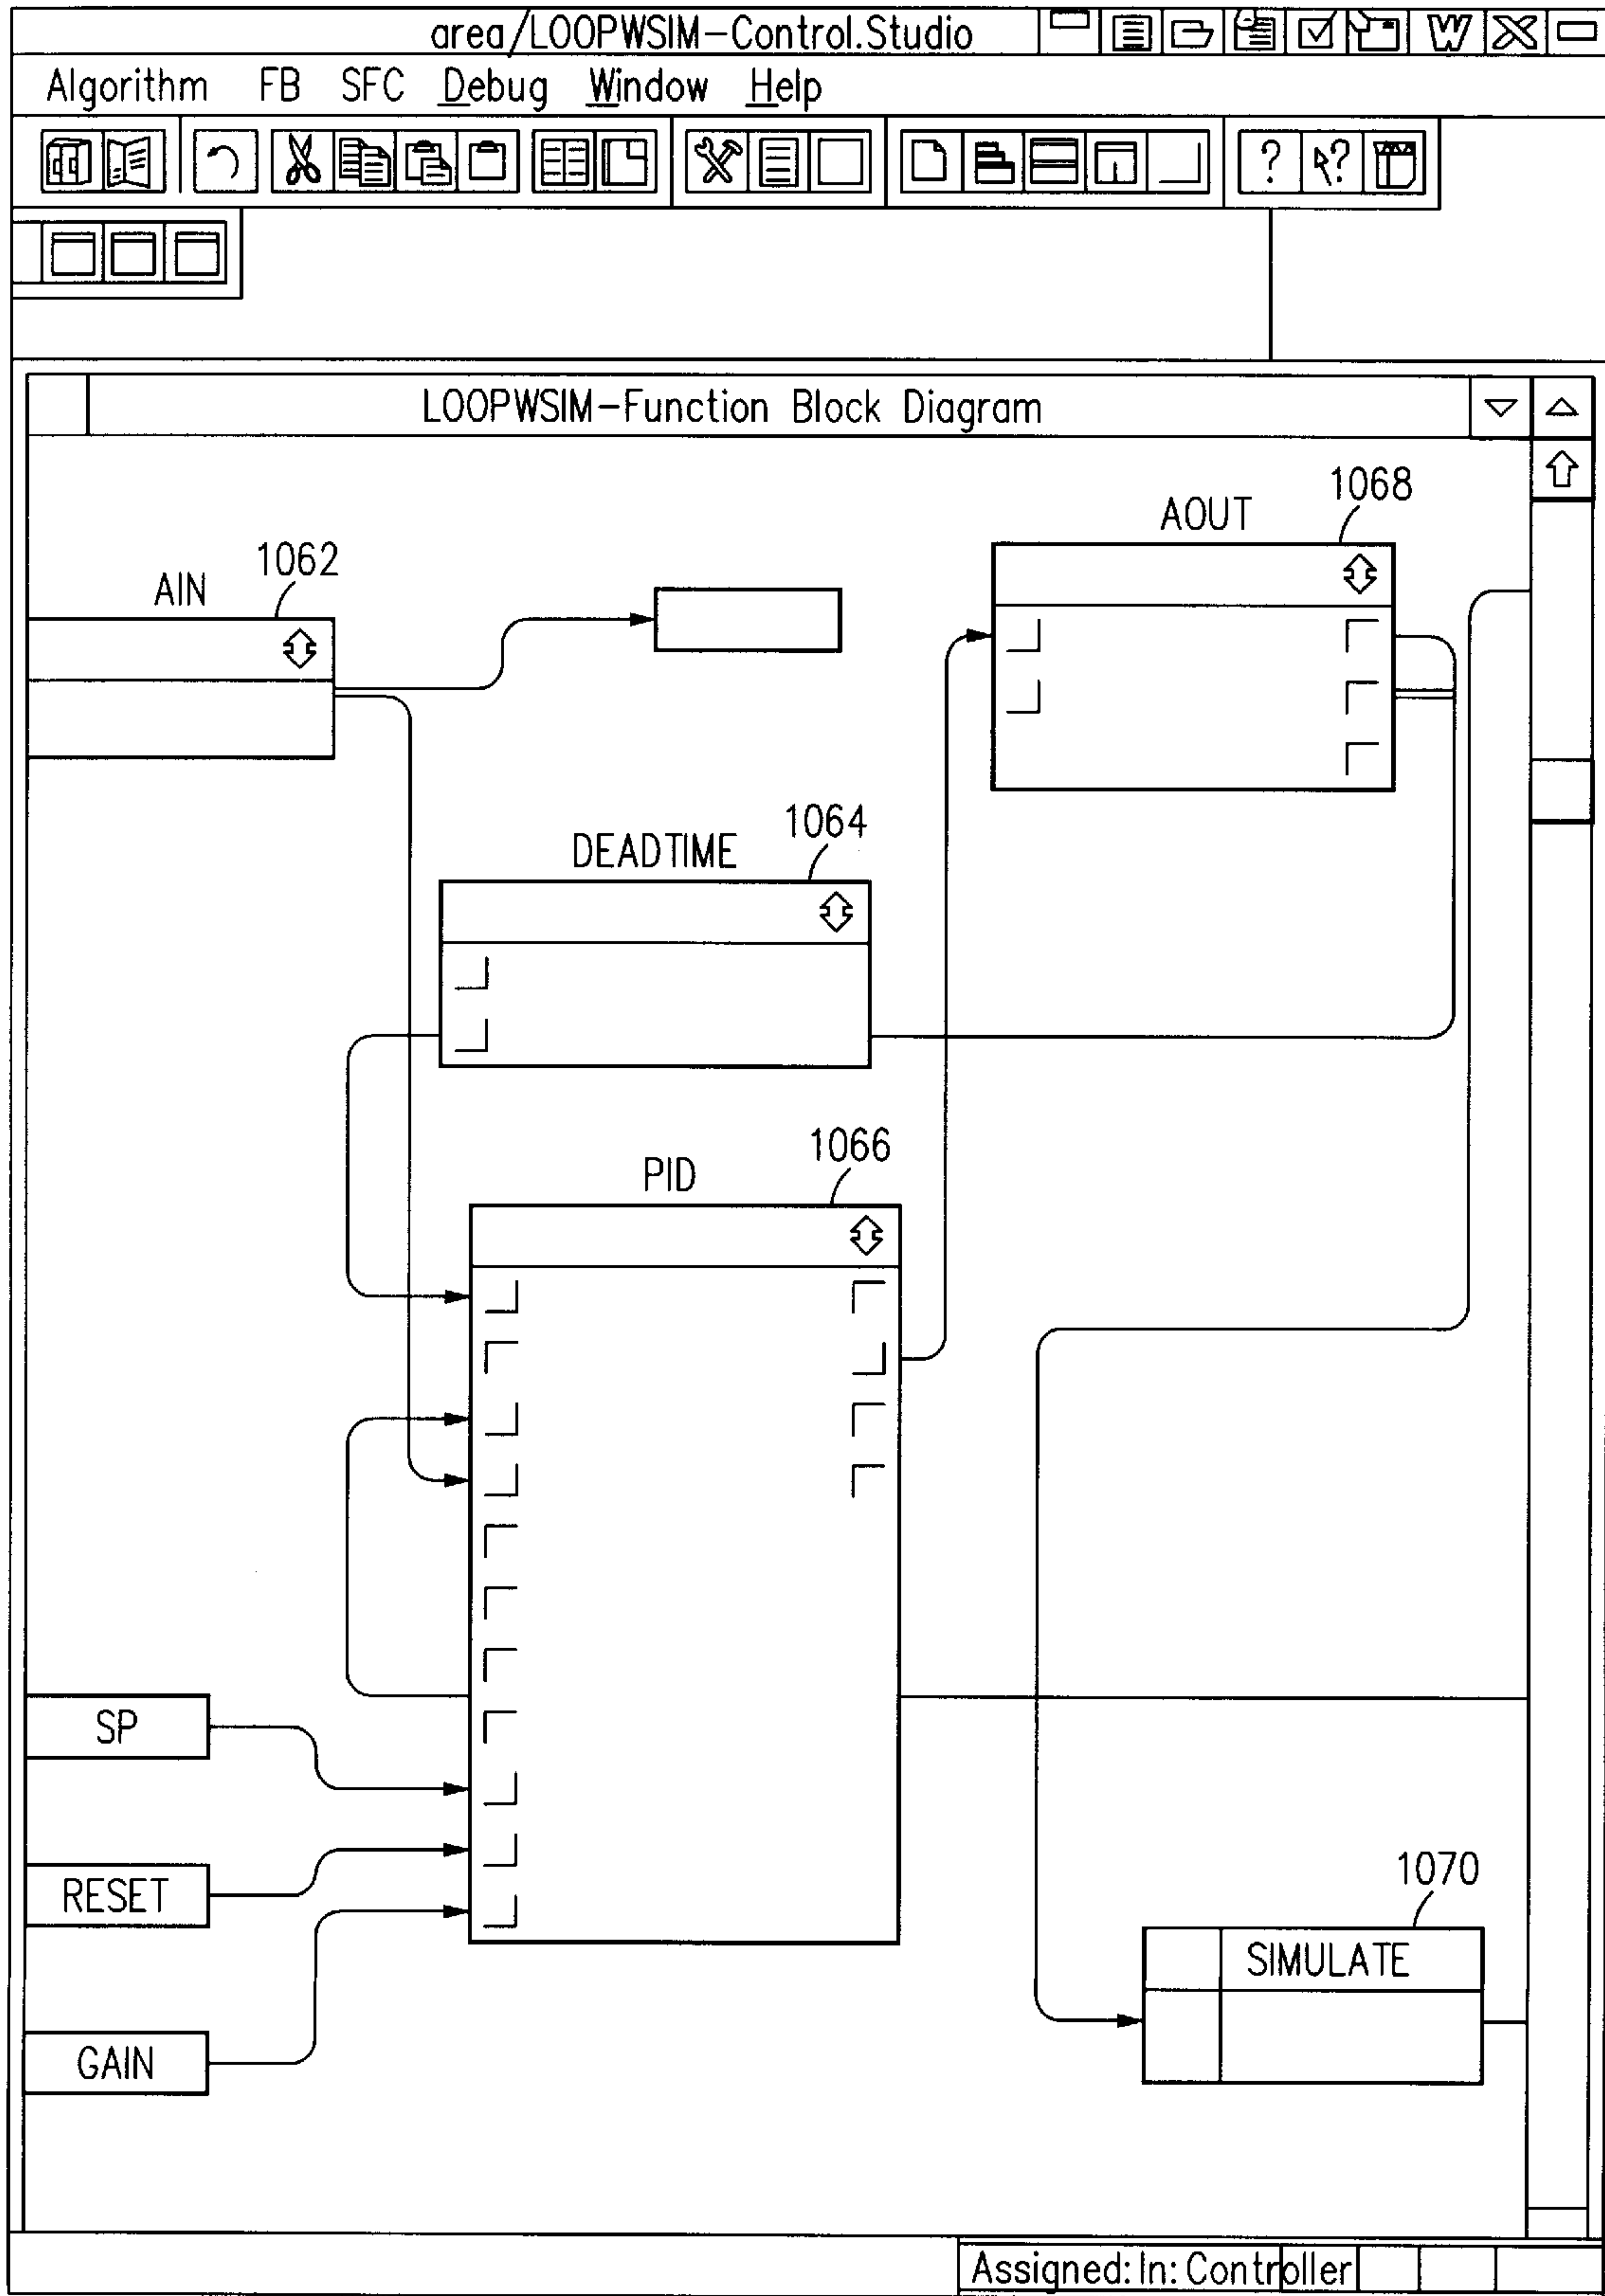 area/LOOPWSIM-Control.Studio
W
Algorithm FB SFC Debug Window Help
? ?
LOOPWSIM-Function Block Diagram
1068
AOUT
1062
AIN
1064
DEADTIME
1066
PID
SP
RESET
1070
SIMULATE
GAIN
Assigned: In: Controller